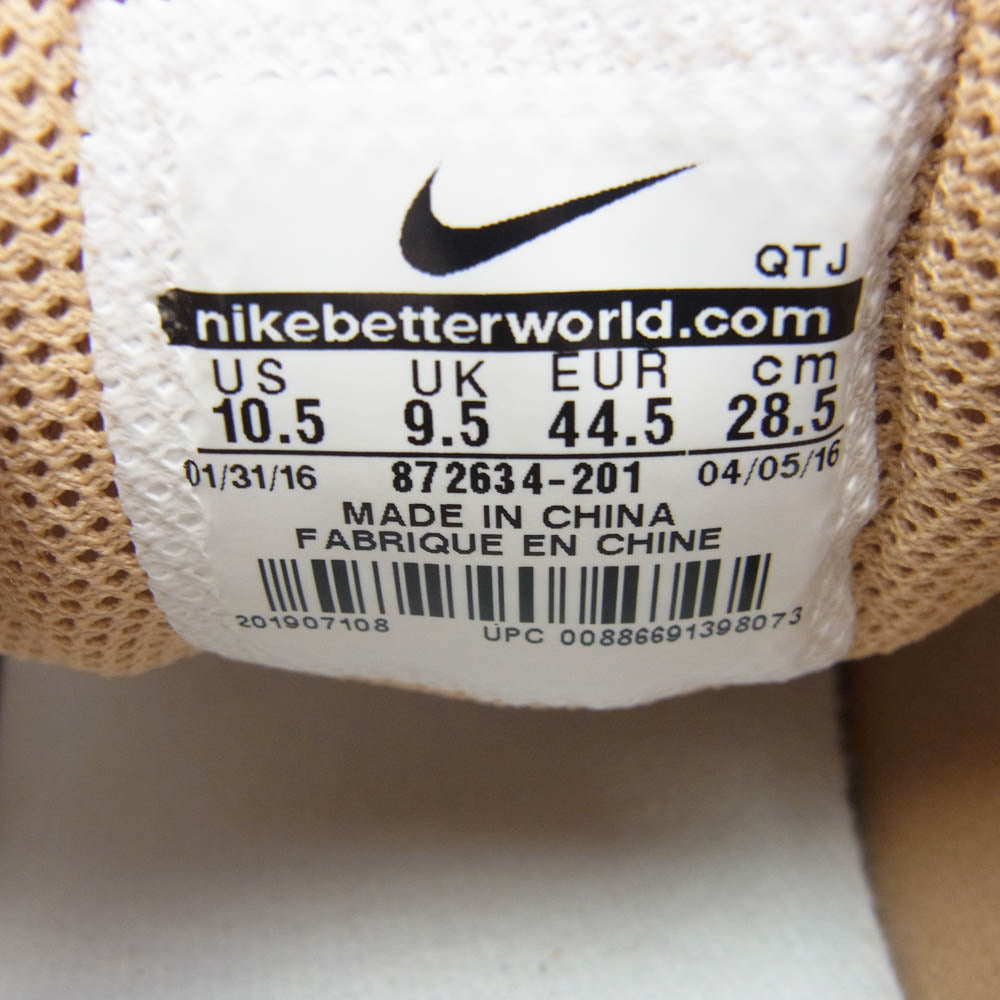 QTJ
nikebetterworld.com
US UK EUR cm
10.5 9.5 44.5 28.5
01/31/16 872634-201 04/05/16
MADE IN CHINA
FABRIQUE EN CHINE
201907108 UPC 00886691398073